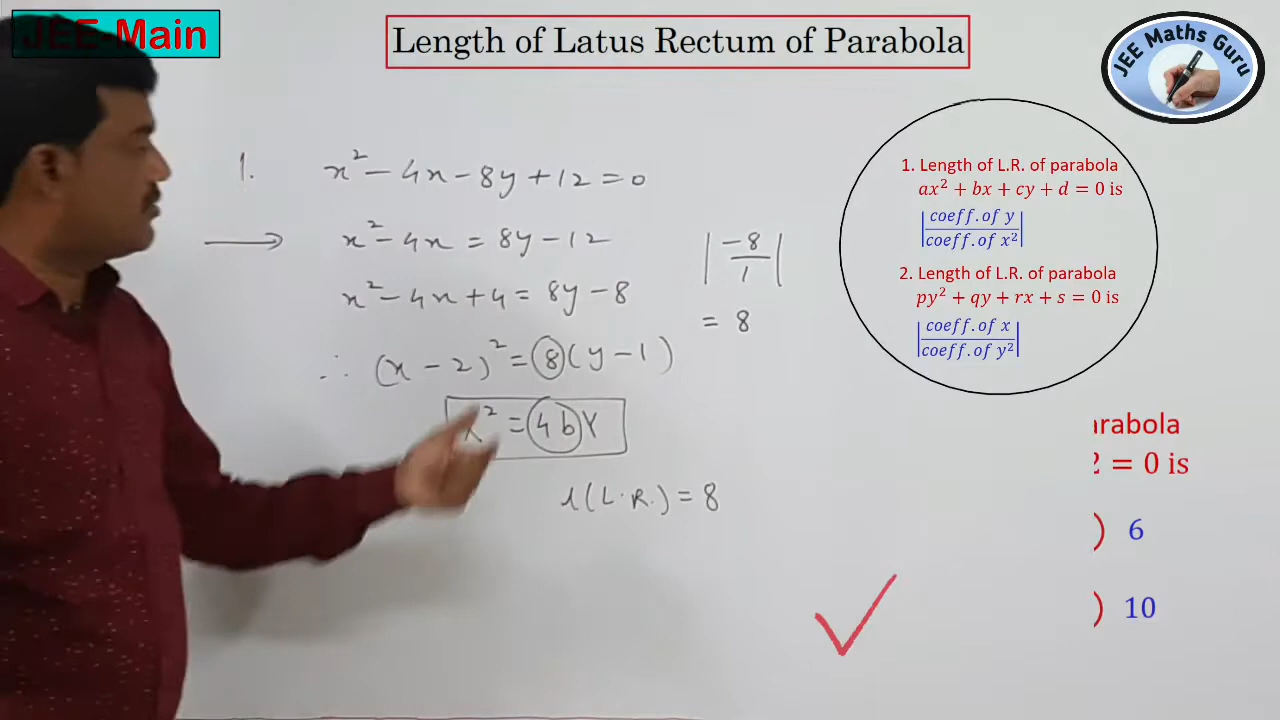 JEE-Main
Length of Latus Rectum of Parabola
JEE Maths Guru
1. x² - 4x - 8y + 12 = 0
⟶ x² - 4x = 8y - 12
x² - 4x + 4 = 8y - 8
∴ (x - 2)² = 8(y - 1)
X² = 4bY
l(L.R.) = 8
|-8/1|
= 8
1. Length of L.R. of parabola
ax² + bx + cy + d = 0 is
|coeff.of y/coeff.of x²|
2. Length of L.R. of parabola
py² + qy + rx + s = 0 is
|coeff.of x/coeff.of y²|
arabola
2 = 0 is
) 6
) 10